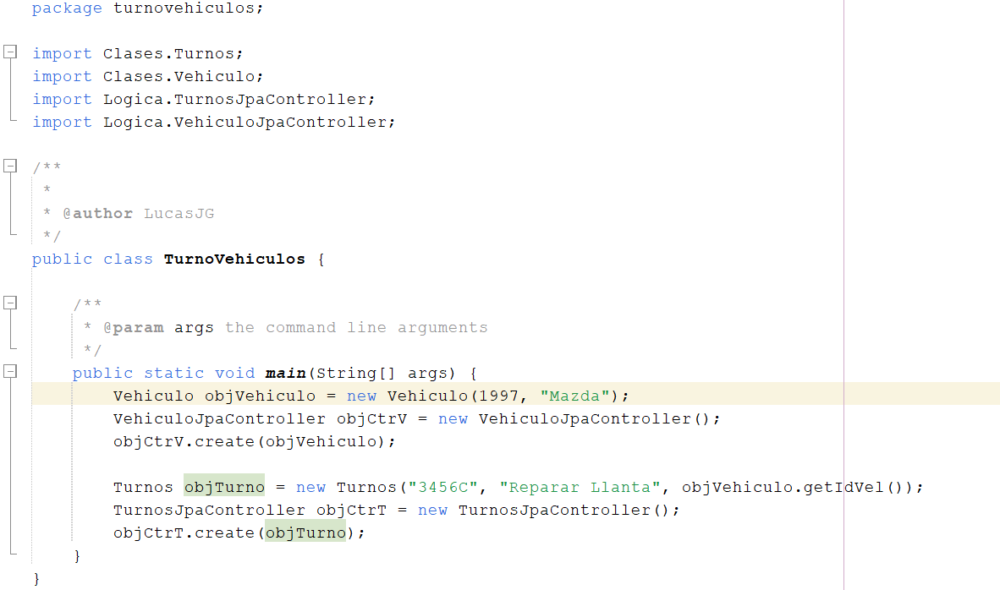 package turnovehiculos;
import Clases.Turnos;
import Clases.Vehiculo;
import Logica.TurnosJpaController;
import Logica.VehiculoJpaController;
/**
 *
 * @author LucasJG
 */
public class TurnoVehiculos {
    /**
     * @param args the command line arguments
     */
    public static void main(String[] args) {
        Vehiculo objVehiculo = new Vehiculo(1997, "Mazda");
        VehiculoJpaController objCtrV = new VehiculoJpaController();
        objCtrV.create(objVehiculo);
        Turnos objTurno = new Turnos("3456C", "Reparar Llanta", objVehiculo.getIdVel());
        TurnosJpaController objCtrT = new TurnosJpaController();
        objCtrT.create(objTurno);
    }
}